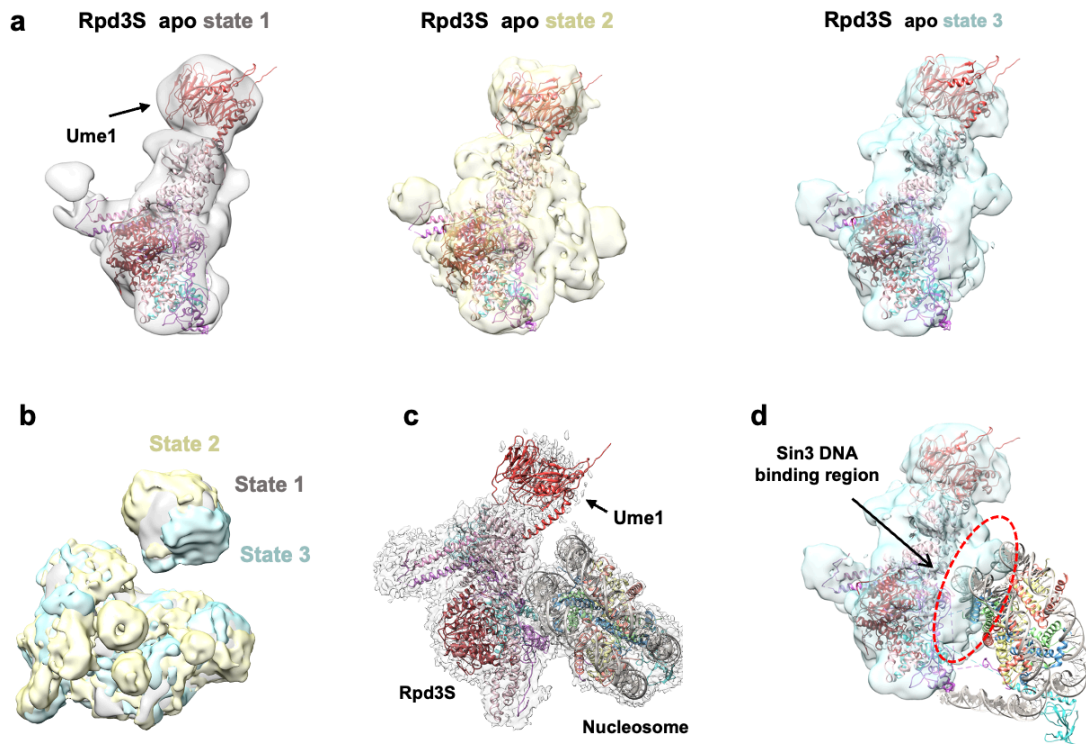 a
Rpd3S apo state 1
Rpd3S apo state 2
Rpd3S apo state 3
Ume1
b
State 2
State 1
State 3
c
Ume1
Rpd3S
Nucleosome
d
Sin3 DNA
binding region